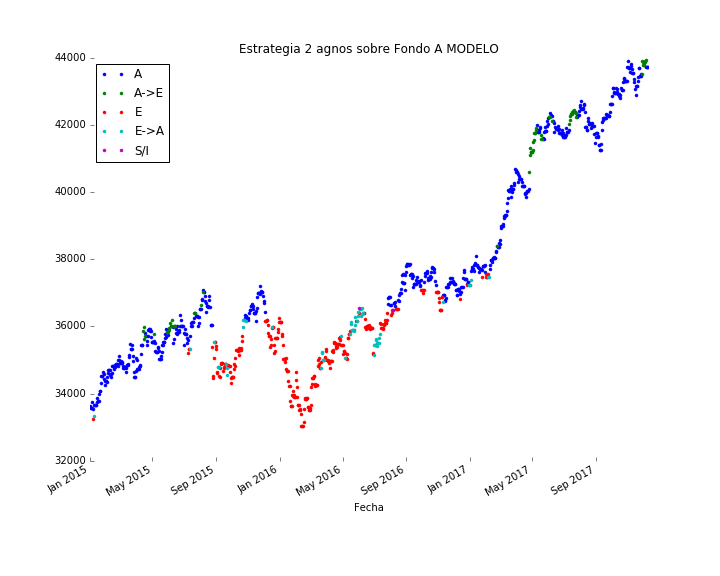 Estrategia 2 agnos sobre Fondo A MODELO
44000
42000
40000
38000
36000
34000
32000
A
A->E
E
E->A
S/I
Jan 2015
May 2015
Sep 2015
Jan 2016
May 2016
Sep 2016
Jan 2017
May 2017
Sep 2017
Fecha